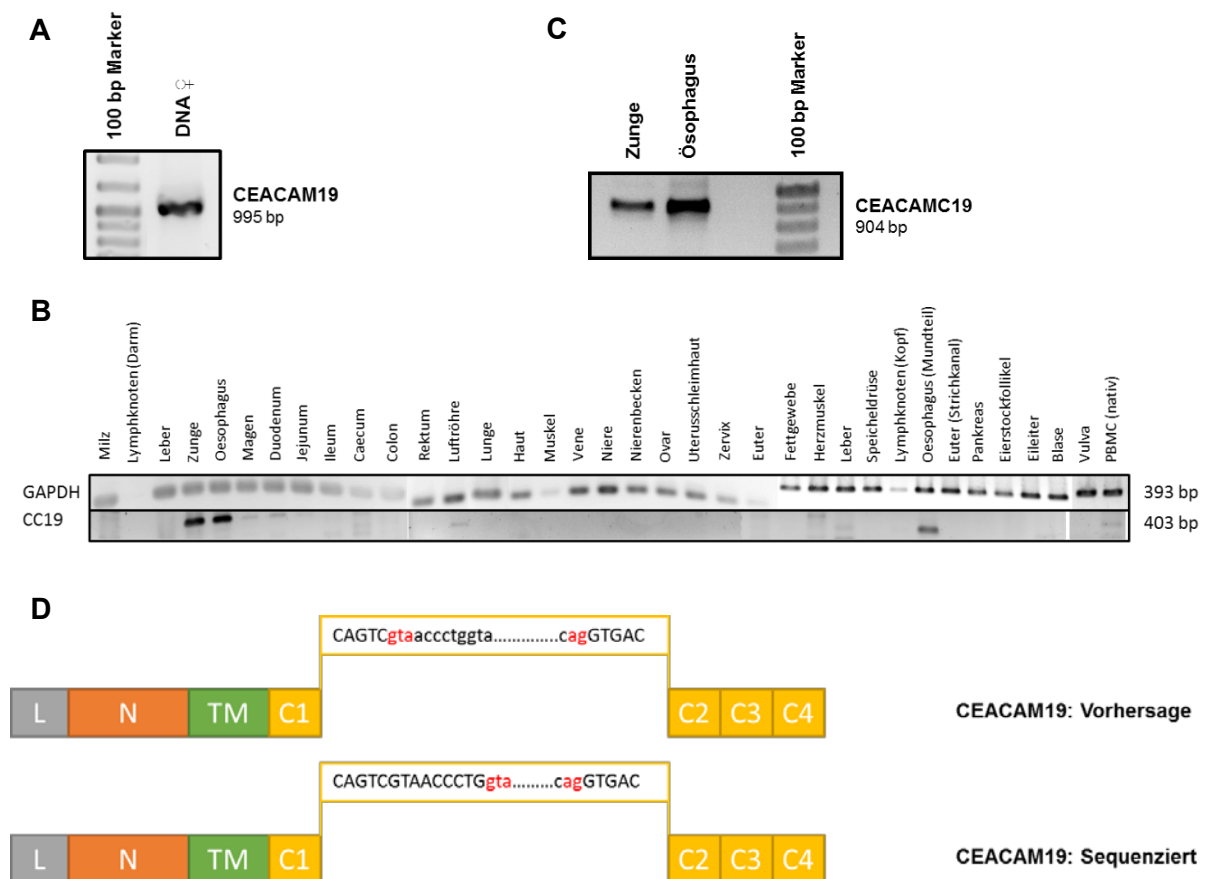 A
100 bp Marker
DNA ♀
CEACAM19
995 bp
C
Zunge
Ösophagus
100 bp Marker
CEACAMC19
904 bp
B
Milz
Lymphknoten (Darm)
Leber
Zunge
Oesophagus
Magen
Duodenum
Jejunum
Ileum
Caecum
Colon
Rektum
Luftröhre
Lunge
Haut
Muskel
Vene
Niere
Nierenbecken
Ovar
Uterusschleimhaut
Zervix
Euter
Fettgewebe
Herzmuskel
Leber
Speicheldrüse
Lymphknoten (Kopf)
Oesophagus (Mundteil)
Euter (Strichkanal)
Pankreas
Eierstockfollikel
Eileiter
Blase
Vulva
PBMC (nativ)
GAPDH
393 bp
CC19
403 bp
D
CAGTCgtaaccctggta..............cagGTGAC
L N TM C1 C2 C3 C4
CEACAM19: Vorhersage
CAGTCGTAACCCTGgta.........cagGTGAC
L N TM C1 C2 C3 C4
CEACAM19: Sequenziert